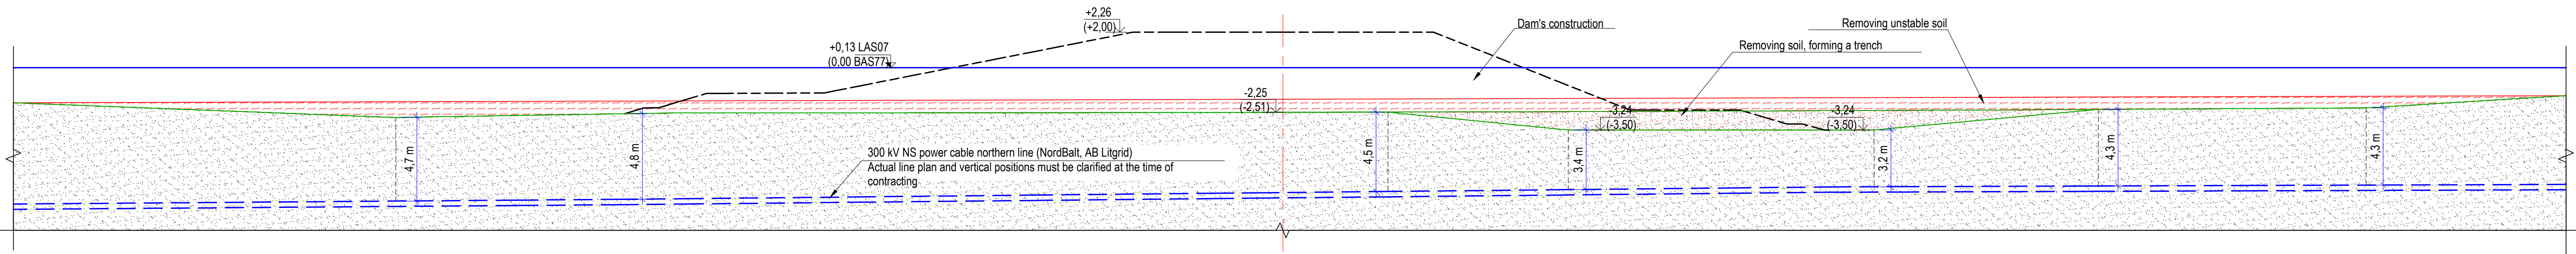 +2,26
(+2,00)
Dam's construction
Removing unstable soil
+0,13 LAS07
(0,00 BAS77)
Removing soil, forming a trench
-2,25
(-2,51)
-3,24
(-3,50)
-3,24
(-3,50)
4,7 m
4,8 m
300 kV NS power cable northern line (NordBalt, AB Litgrid)
Actual line plan and vertical positions must be clarified at the time of
contracting
4,5 m
3,4 m
3,2 m
4,3 m
4,3 m